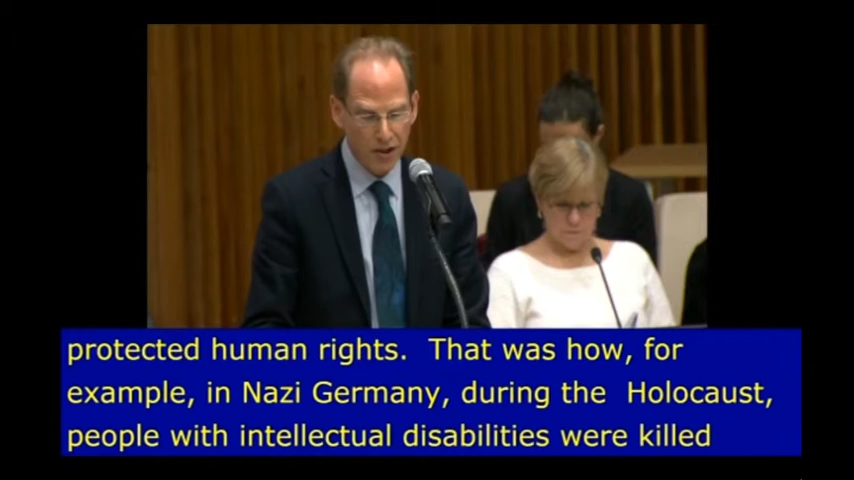 protected human rights.  That was how, for
example, in Nazi Germany, during the  Holocaust,
people with intellectual disabilities were killed